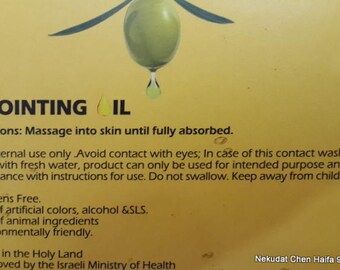 OINTING OIL
ons: Massage into skin until fully absorbed.
ernal use only .Avoid contact with eyes; In case of this contact wash
with fresh water, product can only be used for intended purpose an
ance with instructions for use. Do not swallow. Keep away from child
ens Free.
of artificial colors, alcohol &SLS.
of animal ingredients
onmentally friendly.
in the Holy Land
oved by the Israeli Ministry of Health
Nekudat Chen Haifa 9